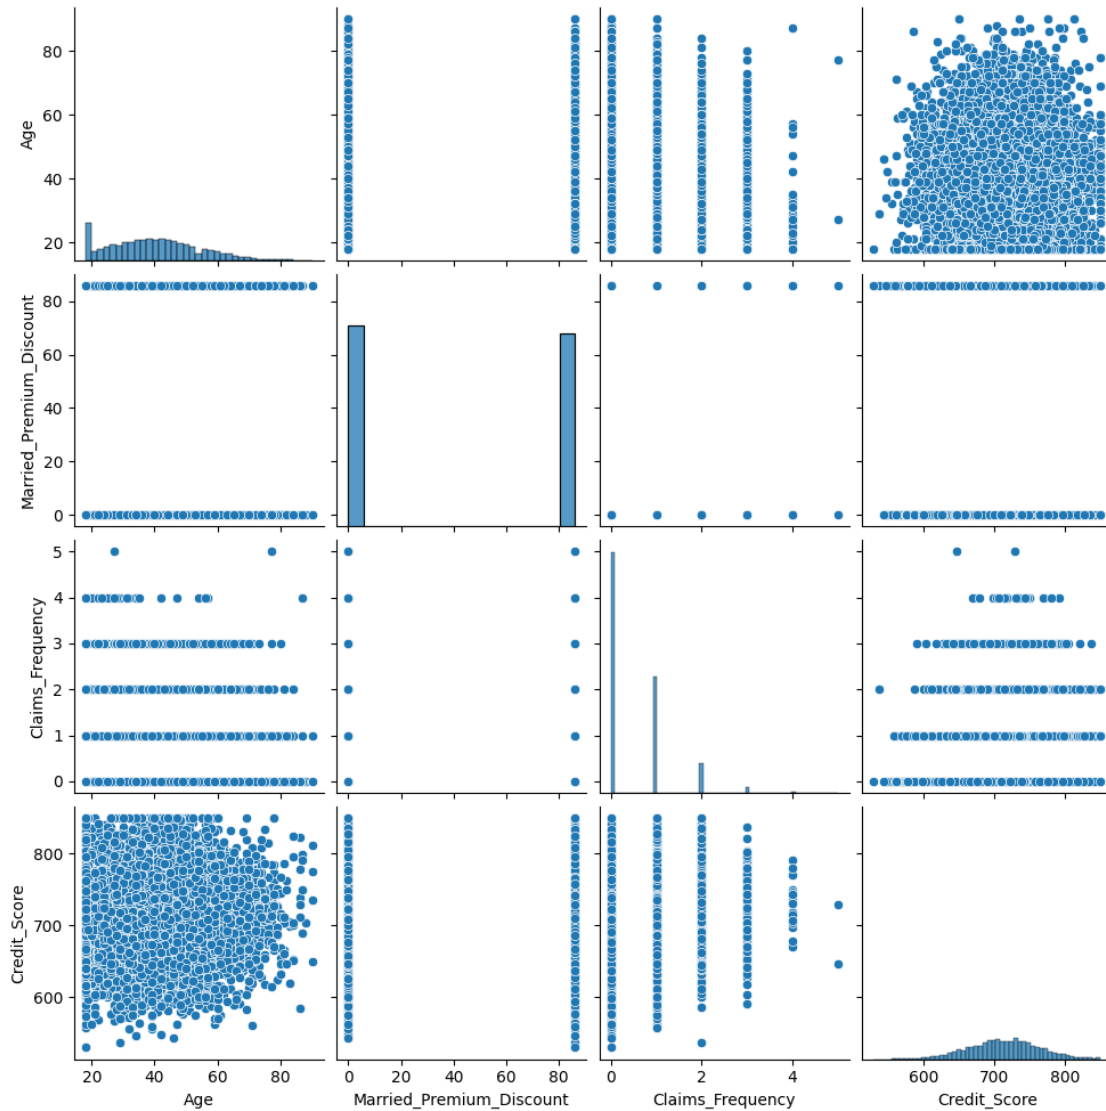 80
60
40
20
Age
80
60
40
20
0
Married_Premium_Discount
5
4
3
2
1
0
Claims_Frequency
800
700
600
Credit_Score
20 40 60 80
0 20 40 60 80
0 2 4
600 700 800
Age
Married_Premium_Discount
Claims_Frequency
Credit_Score